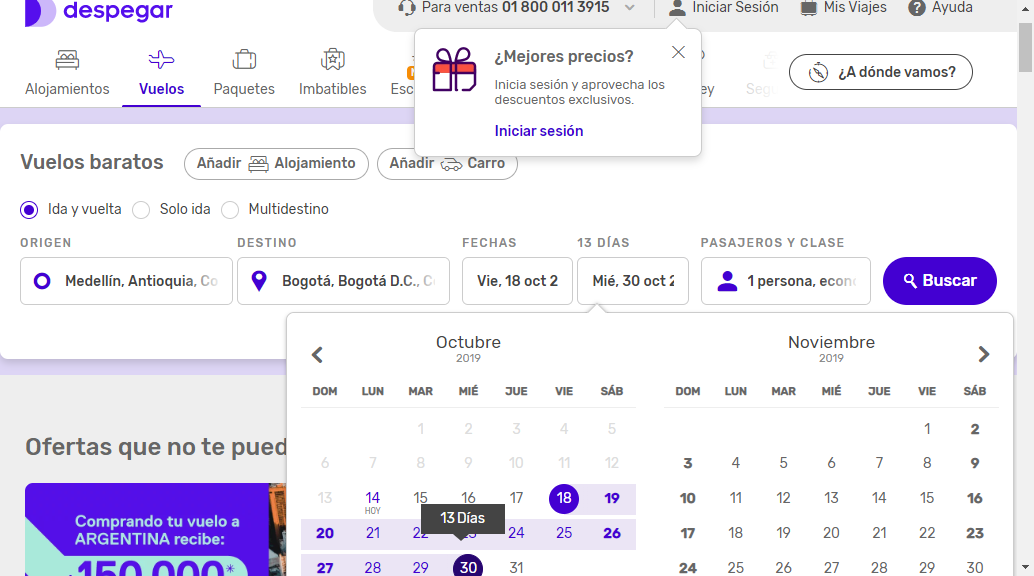 despegar
Para ventas 01 800 011 3915
Iniciar Sesión
Mis Viajes
Ayuda
Alojamientos
Vuelos
Paquetes
Imbatibles
¿A dónde vamos?
¿Mejores precios?
Inicia sesión y aprovecha los
descuentos exclusivos.
Iniciar sesión
Vuelos baratos
Añadir Alojamiento
Añadir Carro
Ida y vuelta
Solo ida
Multidestino
ORIGEN
DESTINO
FECHAS
13 DÍAS
PASAJEROS Y CLASE
Medellín, Antioquia, Co
Bogotá, Bogotá D.C., C
Vie, 18 oct 2
Mié, 30 oct 2
1 persona, econ
Buscar
Octubre
2019
DOM LUN MAR MIÉ JUE VIE SÁB
1 2 3 4 5
6 7 8 9 10 11 12
13 14 15 16 17 18 19
HOY
13 Días
20 21 22 23 24 25 26
27 28 29 30 31
Noviembre
2019
DOM LUN MAR MIÉ JUE VIE SÁB
1 2
3 4 5 6 7 8 9
10 11 12 13 14 15 16
17 18 19 20 21 22 23
24 25 26 27 28 29 30
Ofertas que no te pued
Comprando tu vuelo a
ARGENTINA recibe:
150.000*